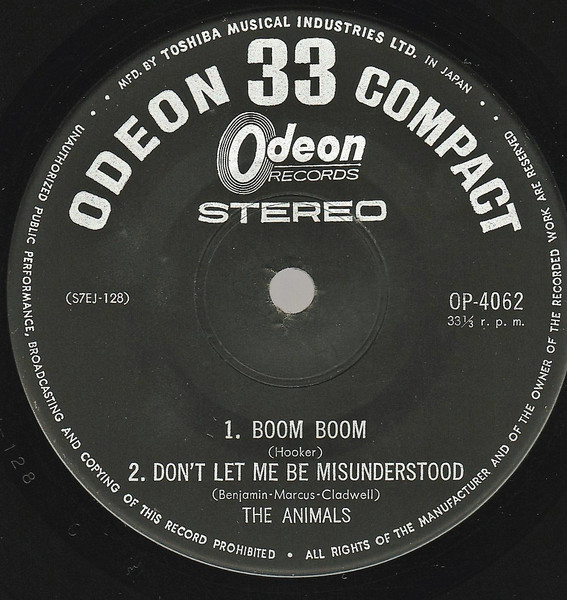 MFD. BY TOSHIBA MUSICAL INDUSTRIES LTD. IN JAPAN
ODEON 33 COMPACT
Odeon
RECORDS
STEREO
(S7EJ-128)
OP-4062
33⅓ r. p. m.
1. BOOM BOOM
(Hooker)
2. DON'T LET ME BE MISUNDERSTOOD
(Benjamin-Marcus-Cladwell)
THE ANIMALS
UNAUTHORIZED PUBLIC PERFORMANCE, BROADCASTING AND COPYING OF THIS RECORD PROHIBITED • ALL RIGHTS OF THE MANUFACTURER AND OF THE OWNER OF THE RECORDED WORK ARE RESERVED